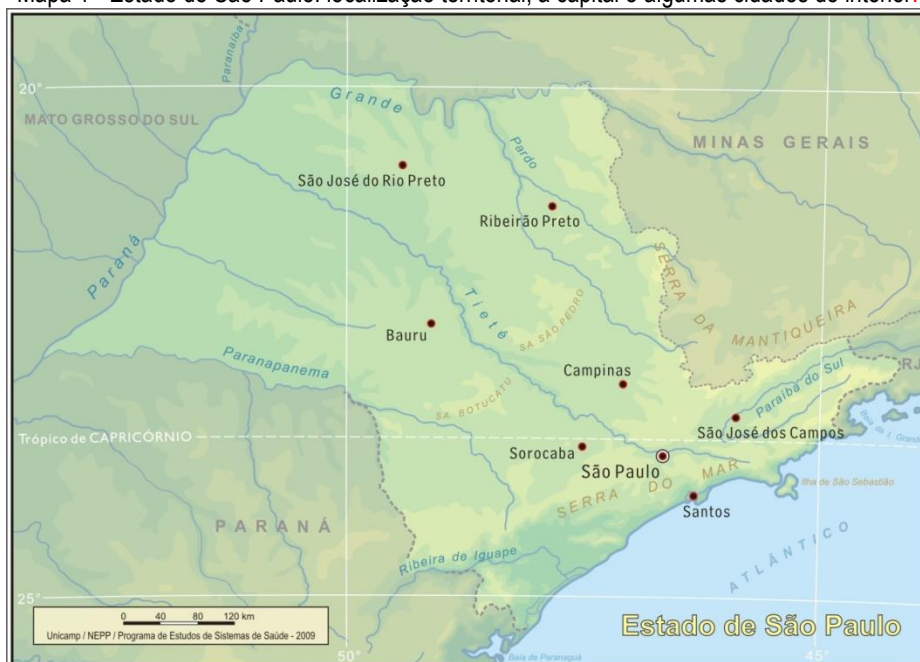 Mapa 1 - Estado de São Paulo: localização territorial, a capital e algumas cidades do interior.
Paranaíba
20°
Grande
MATO GROSSO DO SUL
MINAS GERAIS
Pardo
São José do Rio Preto
Ribeirão Preto
Paraná
SERRA DA MANTIQUEIRA
Tietê
SA SÃO PEDRO
Bauru
Paranapanema
Campinas
RJ
Paraíba do Sul
SA. BOTUCATU
Trópico de CAPRICÓRNIO
São José dos Campos
Sorocaba
São Paulo
SERRA DO MAR
Ilha de São Sebastião
Santos
PARANÁ
ATLÂNTICO
Ribeira de Iguape
25°
0 40 80 120 km
Unicamp / NEPP / Programa de Estudos de Sistemas de Saúde - 2009
Estado de São Paulo
50°
Baía de Paranaguá
45°